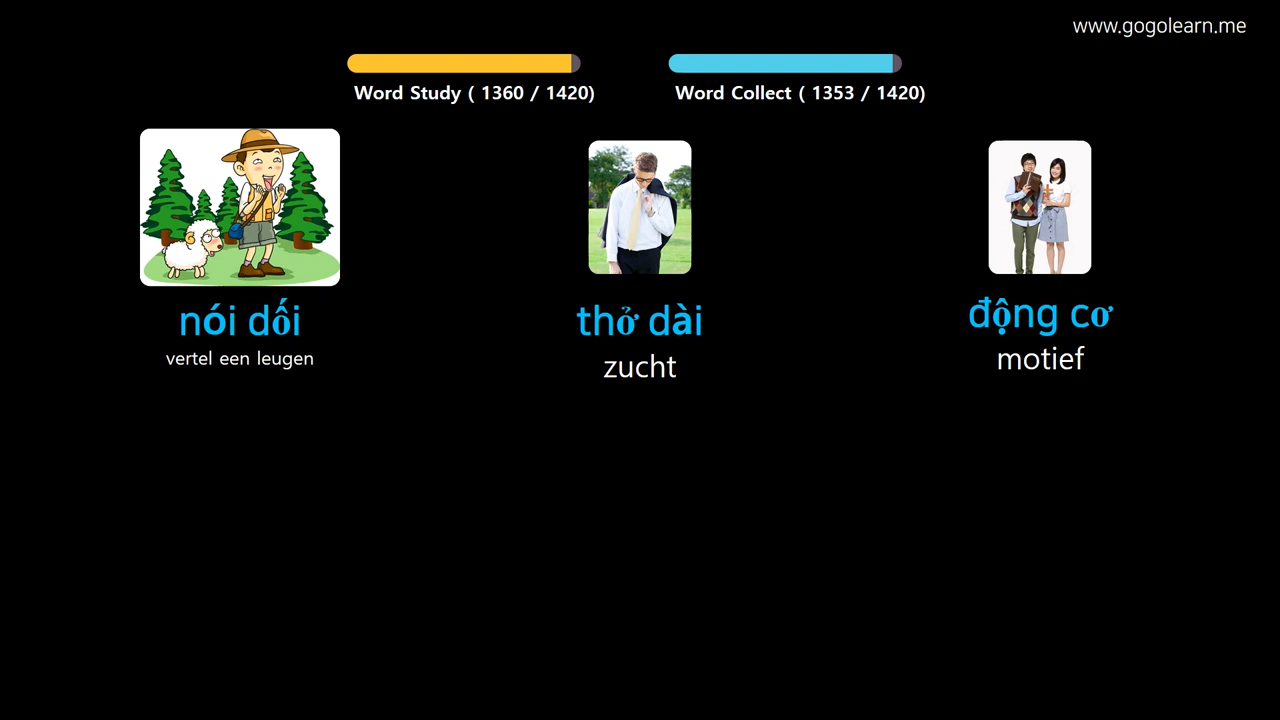 www.gogolearn.me
Word Study ( 1360 / 1420)
Word Collect ( 1353 / 1420)
nói dối
vertel een leugen
thở dài
zucht
động cơ
motief